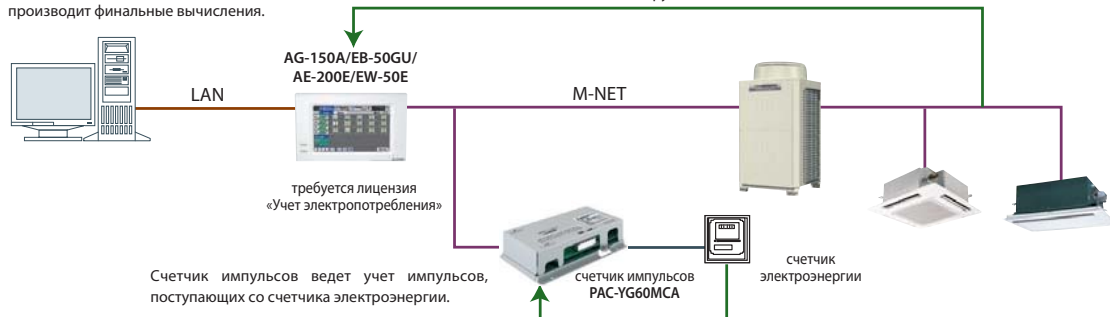 производит финальные вычисления.
AG-150A/EB-50GU/
AE-200E/EW-50E
LAN
M-NET
требуется лицензия
«Учет электропотребления»
Счетчик импульсов ведет учет импульсов,
поступающих со счетчика электроэнергии.
счетчик импульсов
PAC-YG60MCA
счетчик
электроэнергии